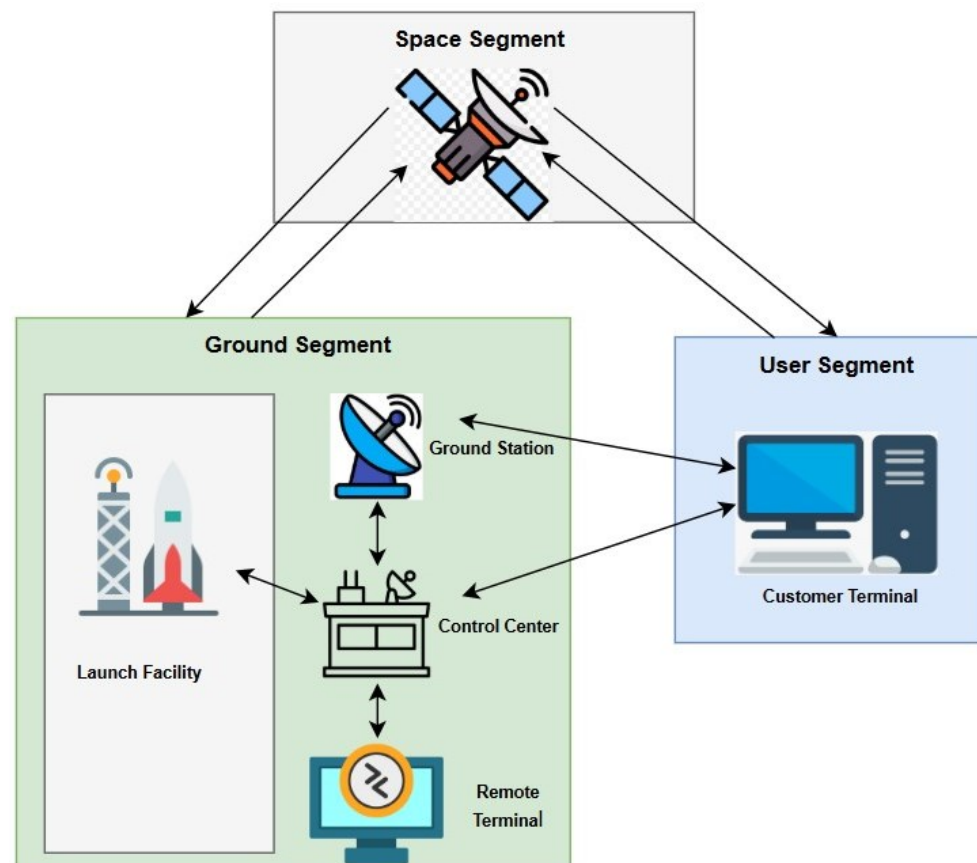 Space Segment
Ground Segment
User Segment
Ground Station
Customer Terminal
Control Center
Launch Facility
Remote
Terminal